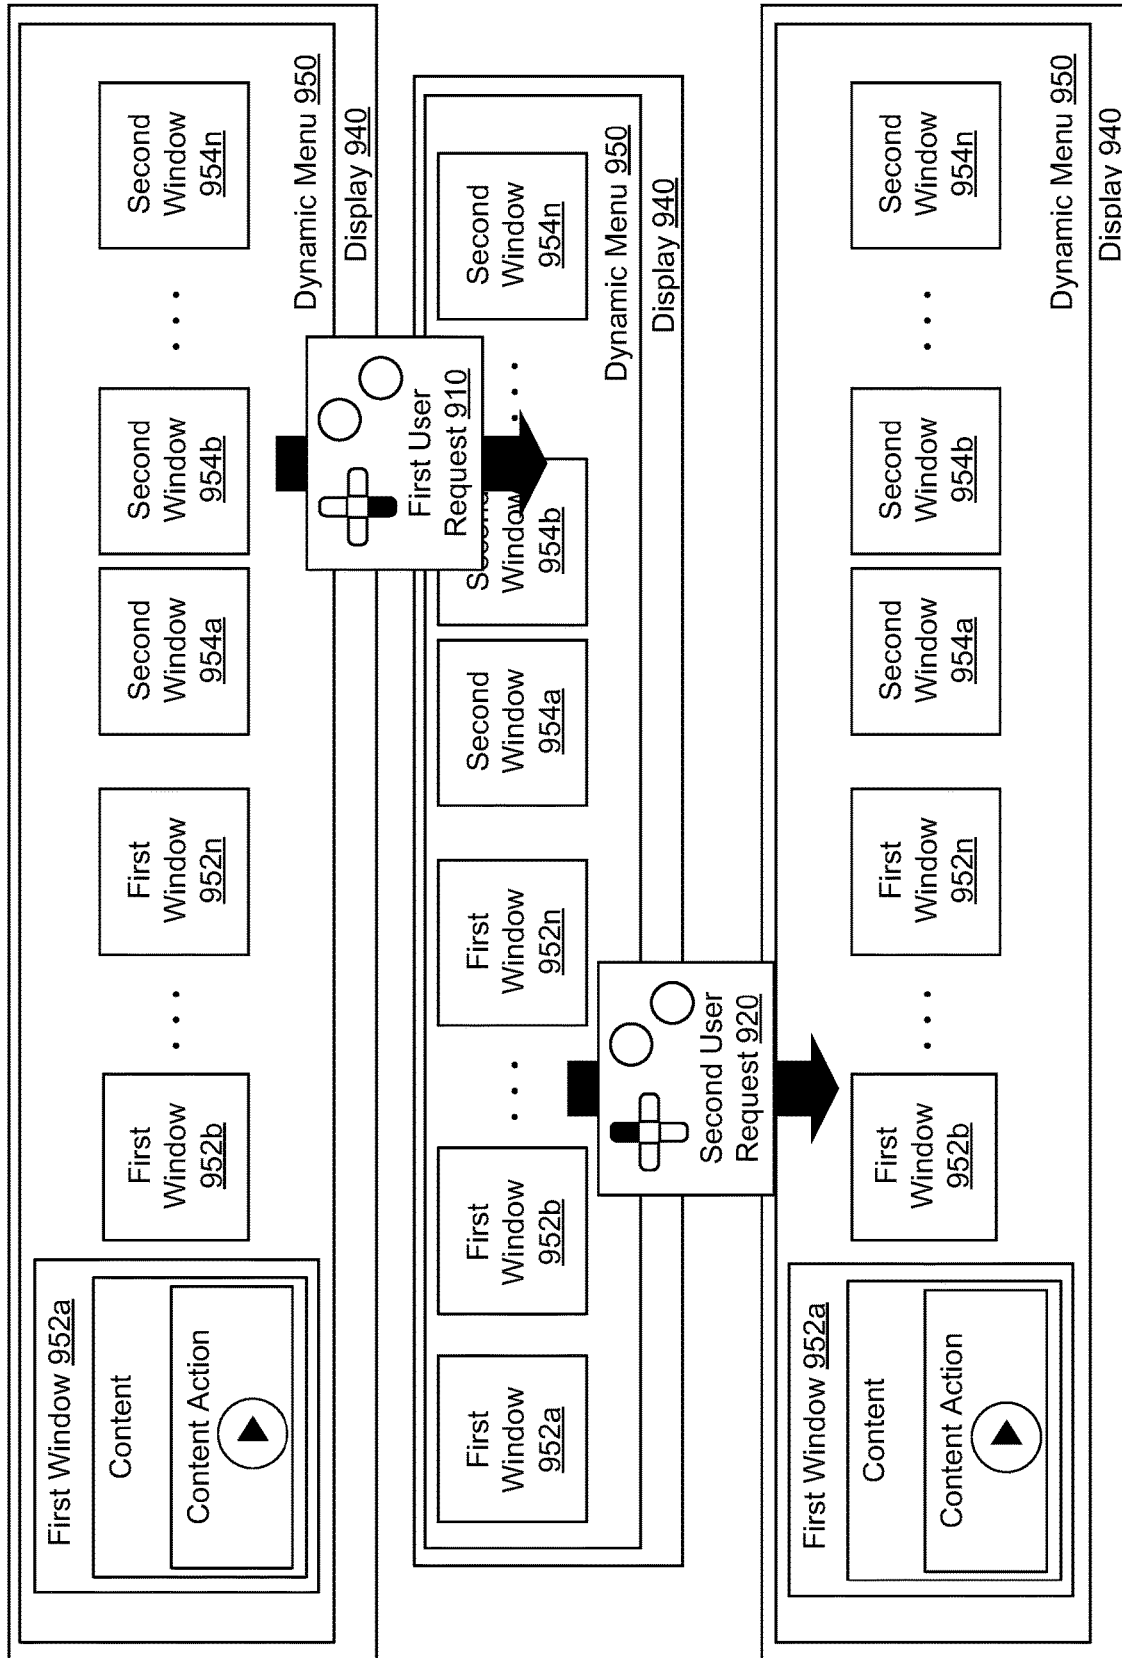 First Window 952a
Content
Content Action
First
Window
952b
. . .
First
Window
952n
Second
Window
954a
Second
Window
954b
. . .
Second
Window
954n
Dynamic Menu 950
Display 940
First User
Request 910
First
Window
952a
First
Window
952b
. . .
First
Window
952n
Second
Window
954a
Second
Window
954b
. . .
Second
Window
954n
Dynamic Menu 950
Display 940
Second User
Request 920
First Window 952a
Content
Content Action
First
Window
952b
. . .
First
Window
952n
Second
Window
954a
Second
Window
954b
. . .
Second
Window
954n
Dynamic Menu 950
Display 940